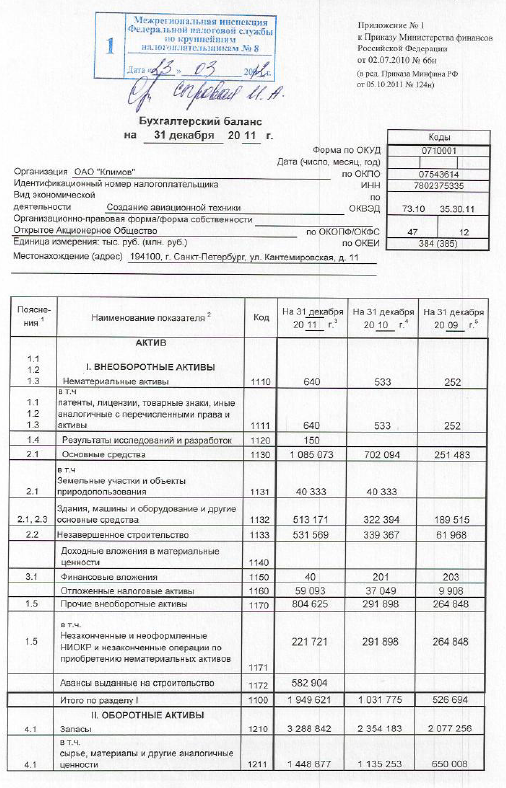 Межрегиональная инспекция
Федеральной налоговой службы
по крупнейшим
налогоплательщикам № 8
1
Дата «23» 03 2012 г.
Приложение № 1
к Приказу Министерства финансов
Российской Федерации
от 02.07.2010 № 66н
(в ред. Приказа Минфина РФ
от 05.10.2011 № 124н)
Бухгалтерский баланс
на 31 декабря 20 11 г.
Коды
Форма по ОКУД 0710001
Дата (число, месяц, год)
Организация ОАО "Климов" по ОКПО 07543614
Идентификационный номер налогоплательщика ИНН 7802375335
Вид экономической по
деятельности Создание авиационной техники ОКВЭД 73.10 35.30.11
Организационно-правовая форма/форма собственности
Открытое Акционерное Общество по ОКОПФ/ОКФС 47 12
Единица измерения: тыс. руб. (млн. руб.) по ОКЕИ 384 (385)
Местонахождение (адрес) 194100, г. Санкт-Петербург, ул. Кантемировская, д. 11
Поясне-ния 1 Наименование показателя 2 Код На 31 декабря 20 11 г.3 На 31 декабря 20 10 г.4 На 31 декабря 20 09 г.5
АКТИВ
1.1
1.2 I. ВНЕОБОРОТНЫЕ АКТИВЫ
1.3 Нематериальные активы 1110 640 533 252
в т.ч
1.1 патенты, лицензии, товарные знаки, иные
1.2 аналогичные с перечисленными права и
1.3 активы 1111 640 533 252
1.4 Результаты исследований и разработок 1120 150
2.1 Основные средства 1130 1 085 073 702 094 251 483
в т.ч
Земельные участки и объекты
2.1 природопользования 1131 40 333 40 333
Здания, машины и оборудование и другие
2.1, 2.3 основные средства 1132 513 171 322 394 189 515
2.2 Незавершенное строительство 1133 531 569 339 367 61 968
Доходные вложения в материальные
ценности 1140
3.1 Финансовые вложения 1150 40 201 203
Отложенные налоговые активы 1160 59 093 37 049 9 908
1.5 Прочие внеоборотные активы 1170 804 625 291 898 264 848
в т.ч.
Незаконченные и неоформленные
1.5 НИОКР и незаконченные операции по 221 721 291 898 264 848
приобретению нематериальных активов 1171
Авансы выданные на строительство 1172 582 904
Итого по разделу I 1100 1 949 621 1 031 775 526 694
II. ОБОРОТНЫЕ АКТИВЫ
4.1 Запасы 1210 3 288 842 2 354 183 2 077 256
в т.ч.
сырье, материалы и другие аналогичные
4.1 ценности 1211 1 448 877 1 135 253 650 008